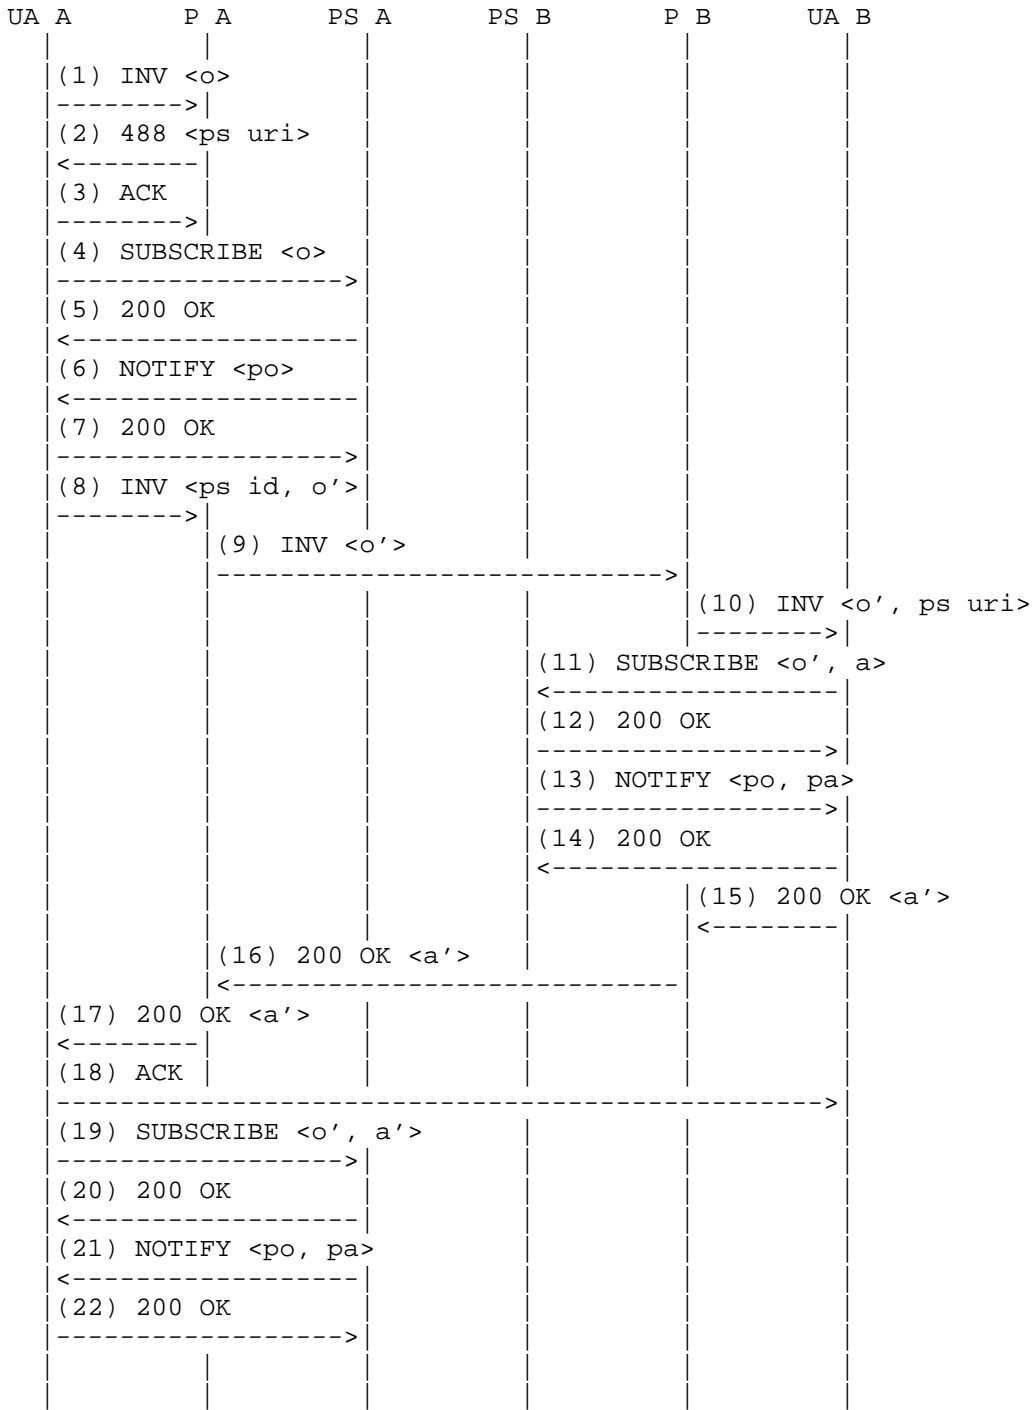 UA A P A PS A PS B P B UA B
(1) INV <o>
(2) 488 <ps uri>
(3) ACK
(4) SUBSCRIBE <o>
(5) 200 OK
(6) NOTIFY <po>
(7) 200 OK
(8) INV <ps id, o'>
(9) INV <o'>
(10) INV <o', ps uri>
(11) SUBSCRIBE <o', a>
(12) 200 OK
(13) NOTIFY <po, pa>
(14) 200 OK
(15) 200 OK <a'>
(16) 200 OK <a'>
(17) 200 OK <a'>
(18) ACK
(19) SUBSCRIBE <o', a'>
(20) 200 OK
(21) NOTIFY <po, pa>
(22) 200 OK